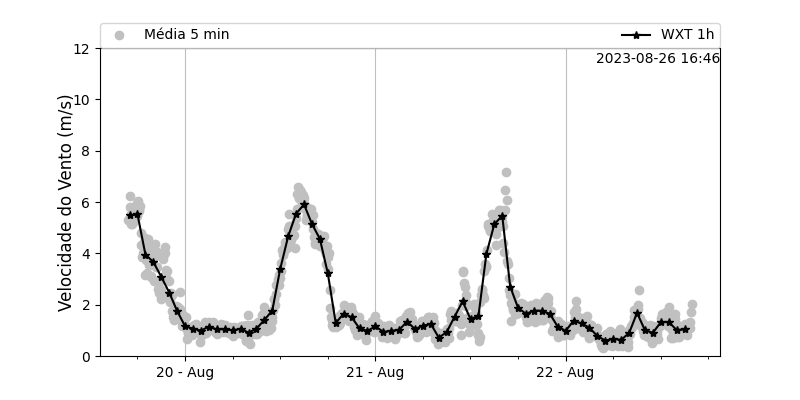 Média 5 min
WXT 1h
2023-08-26 16:46
Velocidade do Vento (m/s)
12
10
8
6
4
2
0
20 - Aug
21 - Aug
22 - Aug